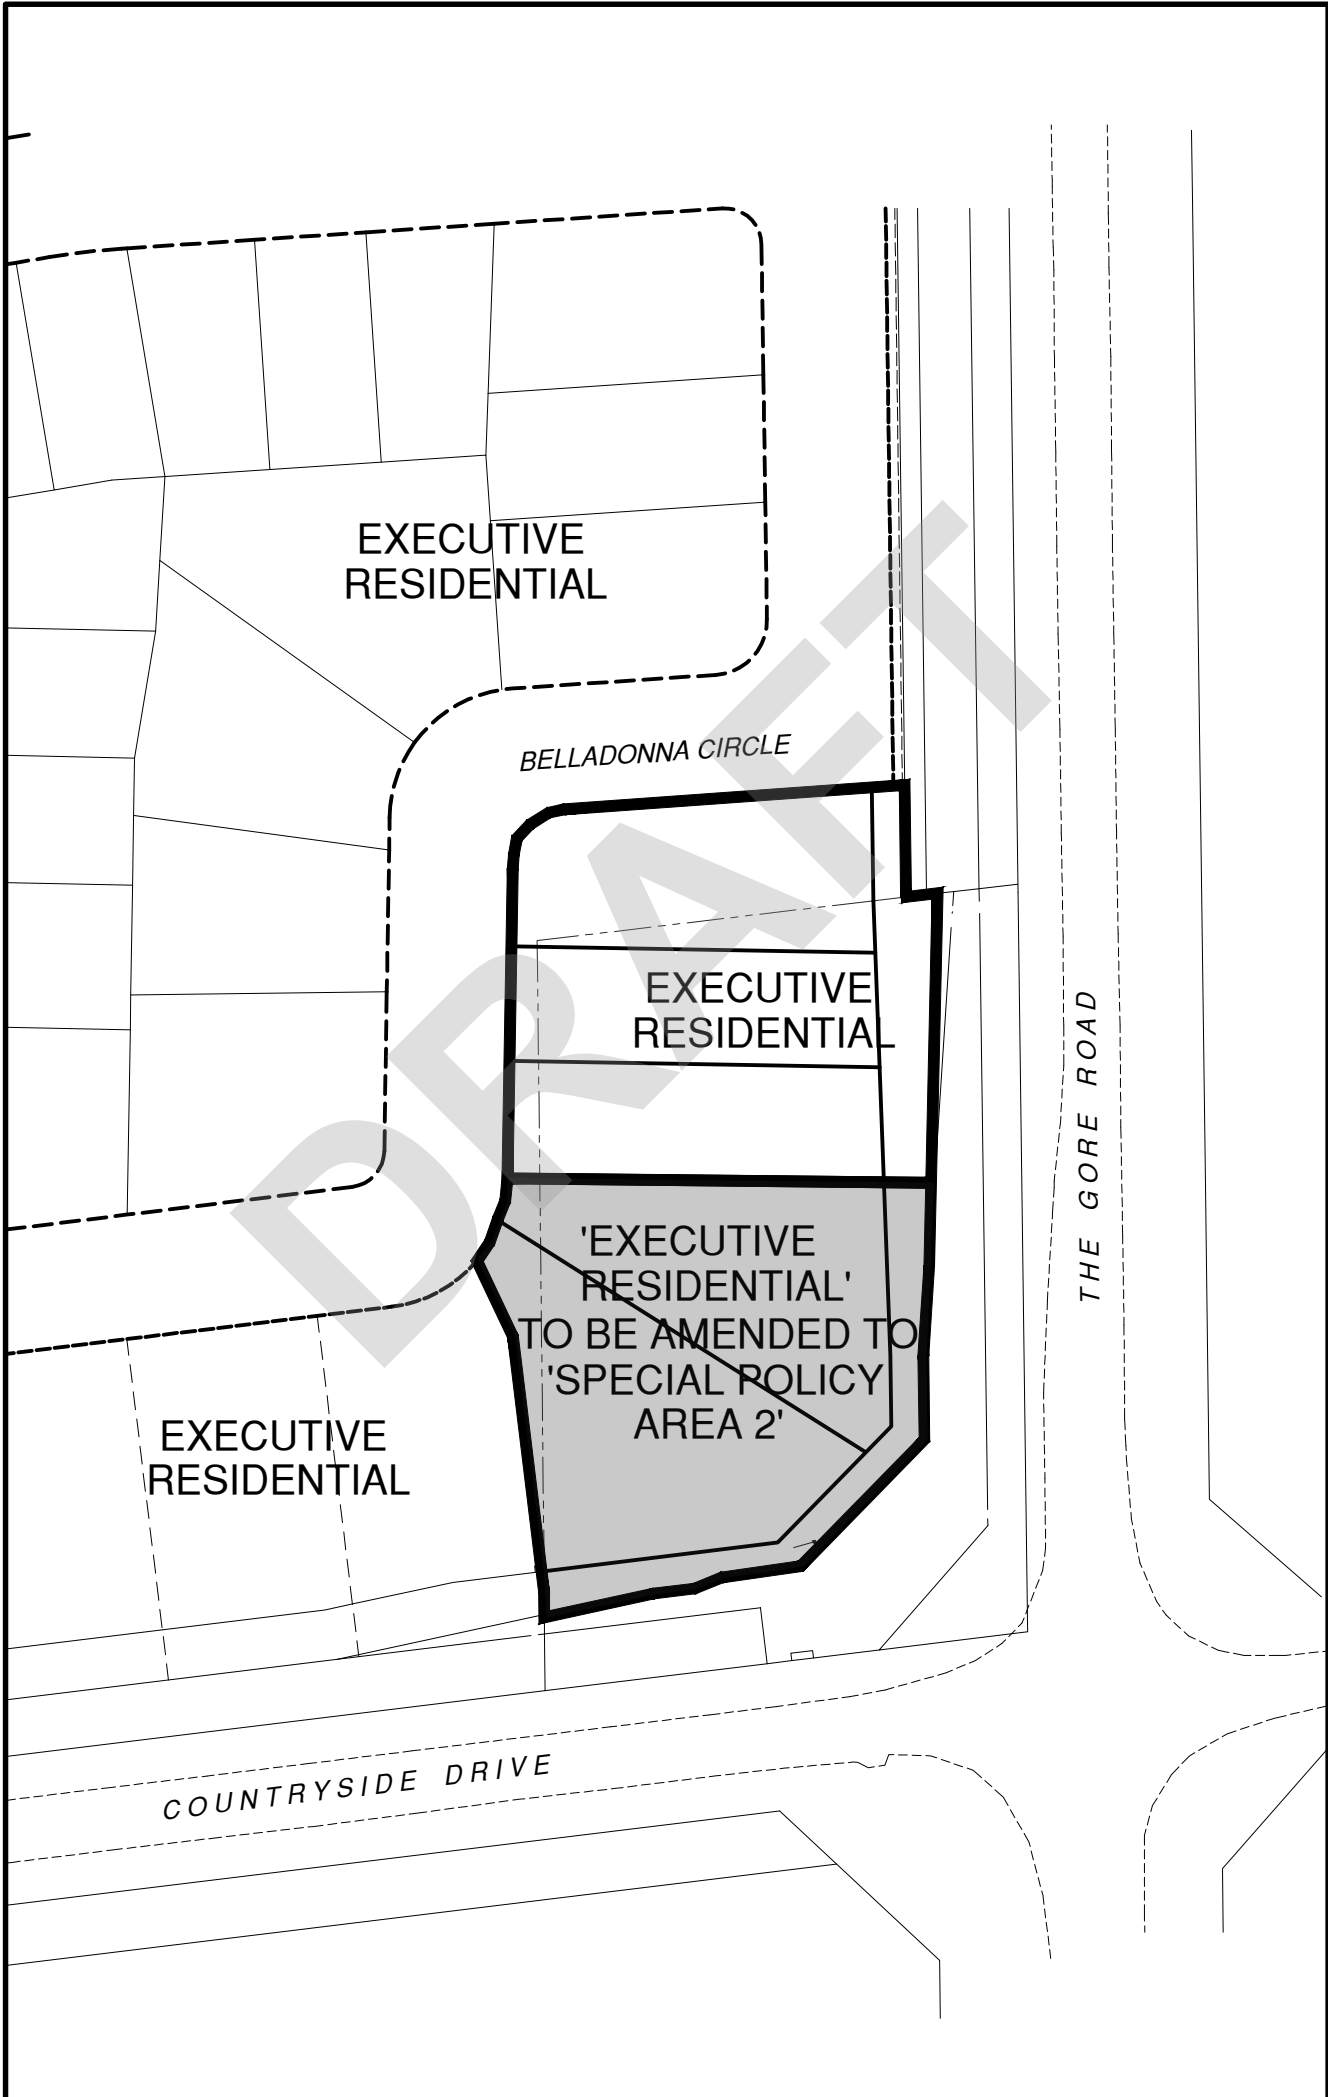 EXECUTIVE
RESIDENTIAL
BELLADONNA CIRCLE
EXECUTIVE
RESIDENTIAL
THE GORE ROAD
'EXECUTIVE
RESIDENTIAL'
TO BE AMENDED TO
'SPECIAL POLICY
AREA 2'
EXECUTIVE
RESIDENTIAL
COUNTRYSIDE DRIVE
DRAFT